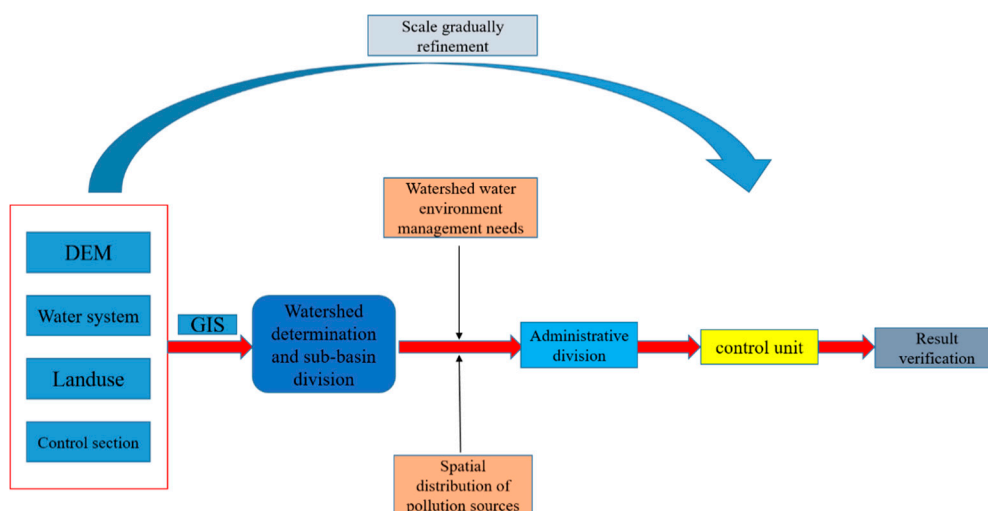 Scale gradually
refinement
Watershed water
environment
management needs
DEM
Water system
Landuse
Control section
GIS
Watershed
determination
and sub-basin
division
Administrative
division
control unit
Result
verification
Spatial
distribution of
pollution sources